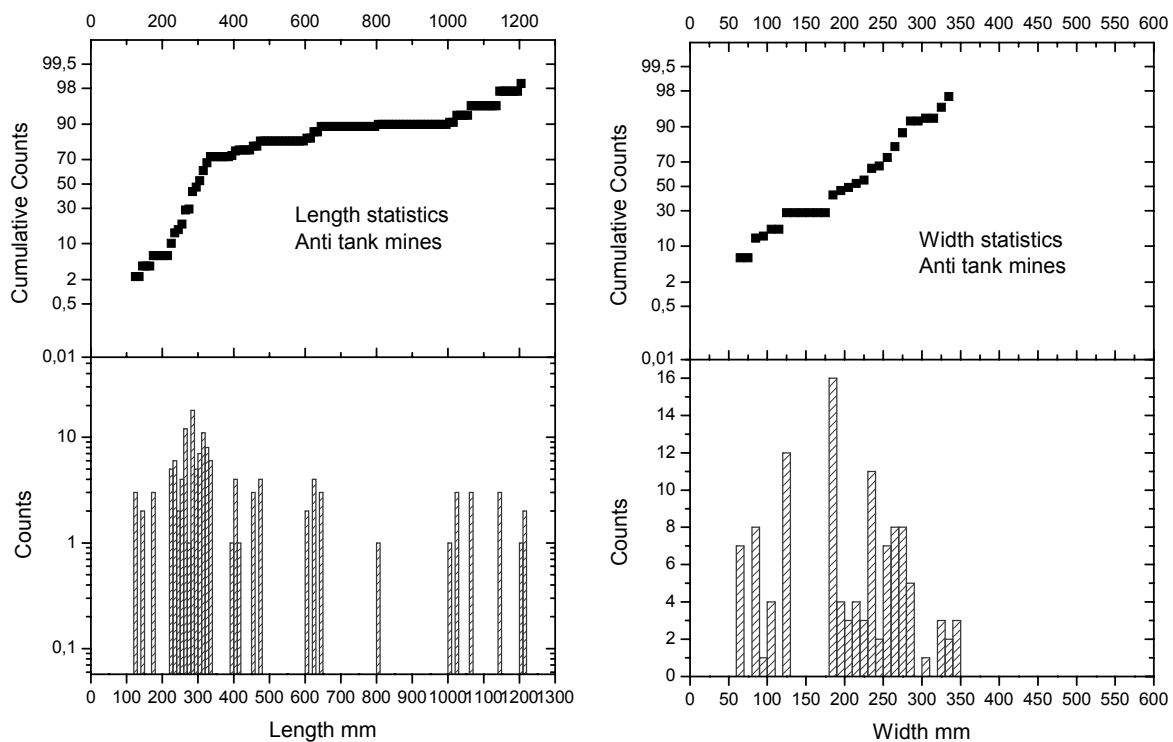 200 400 600 800 1000 1200
99,5
98
90
70
50
30
10
2
0,5
0,01
Cumulative Counts
Length statistics
Anti tank mines
10
1
0,1
Counts
0 100 200 300 400 500 600 700 800 900 1000 1100 1200 1300
Length mm
0 50 100 150 200 250 300 350 400 450 500 550 600
99,5
98
90
70
50
30
10
2
0,5
0,01
Cumulative Counts
Width statistics
Anti tank mines
16
14
12
10
8
6
4
2
0
Counts
0 50 100 150 200 250 300 350 400 450 500 550 600
Width mm